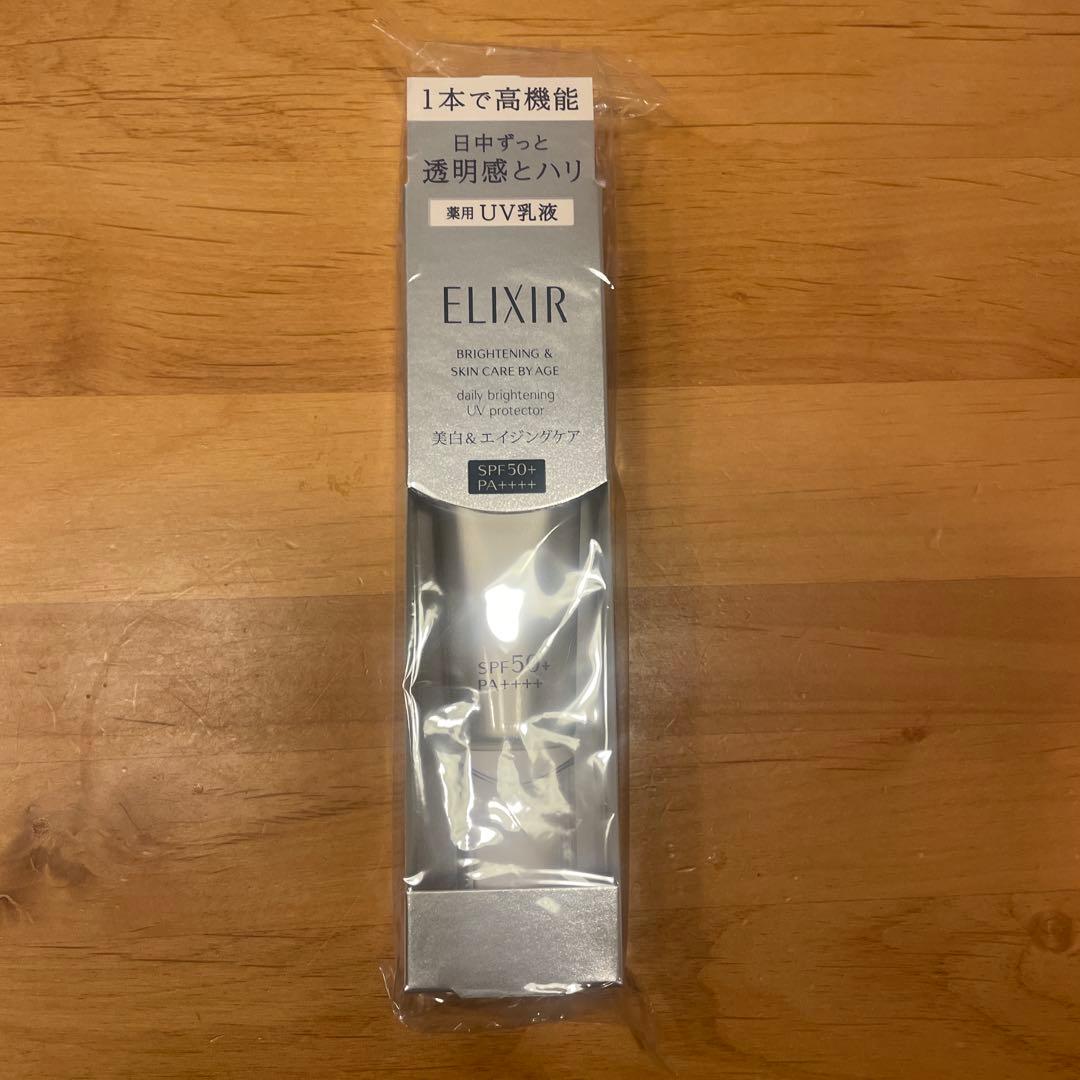 1本で高機能
日中ずっと
透明感とハリ
薬用 UV乳液
ELIXIR
BRIGHTENING &
SKIN CARE BY AGE
daily brightening
UV protector
美白&エイジングケア
SPF50+
PA++++
SPF50+
PA++++